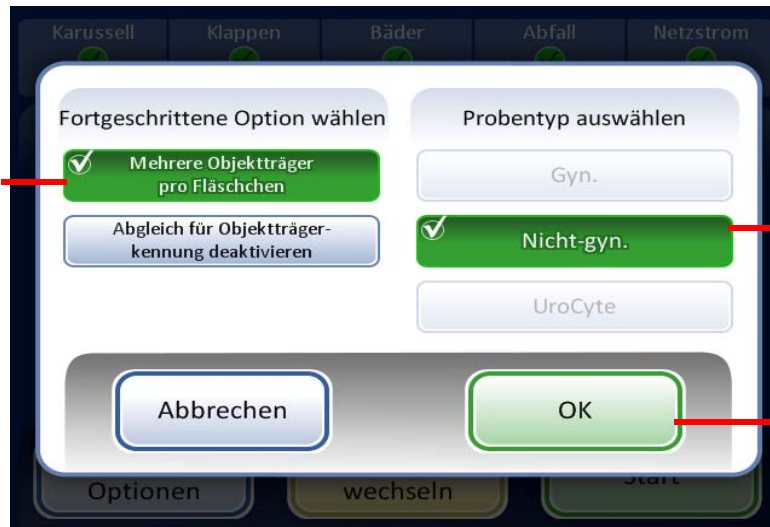 Karussell Klappen Bäder Abfall Netzstrom
Fortgeschrittene Option wählen
Mehrere Objektträger
pro Fläschchen
Abgleich für Objektträger-
kennung deaktivieren
Probentyp auswählen
Gyn.
Nicht-gyn.
UroCyte
Abbrechen
OK
Optionen
wechseln
Start